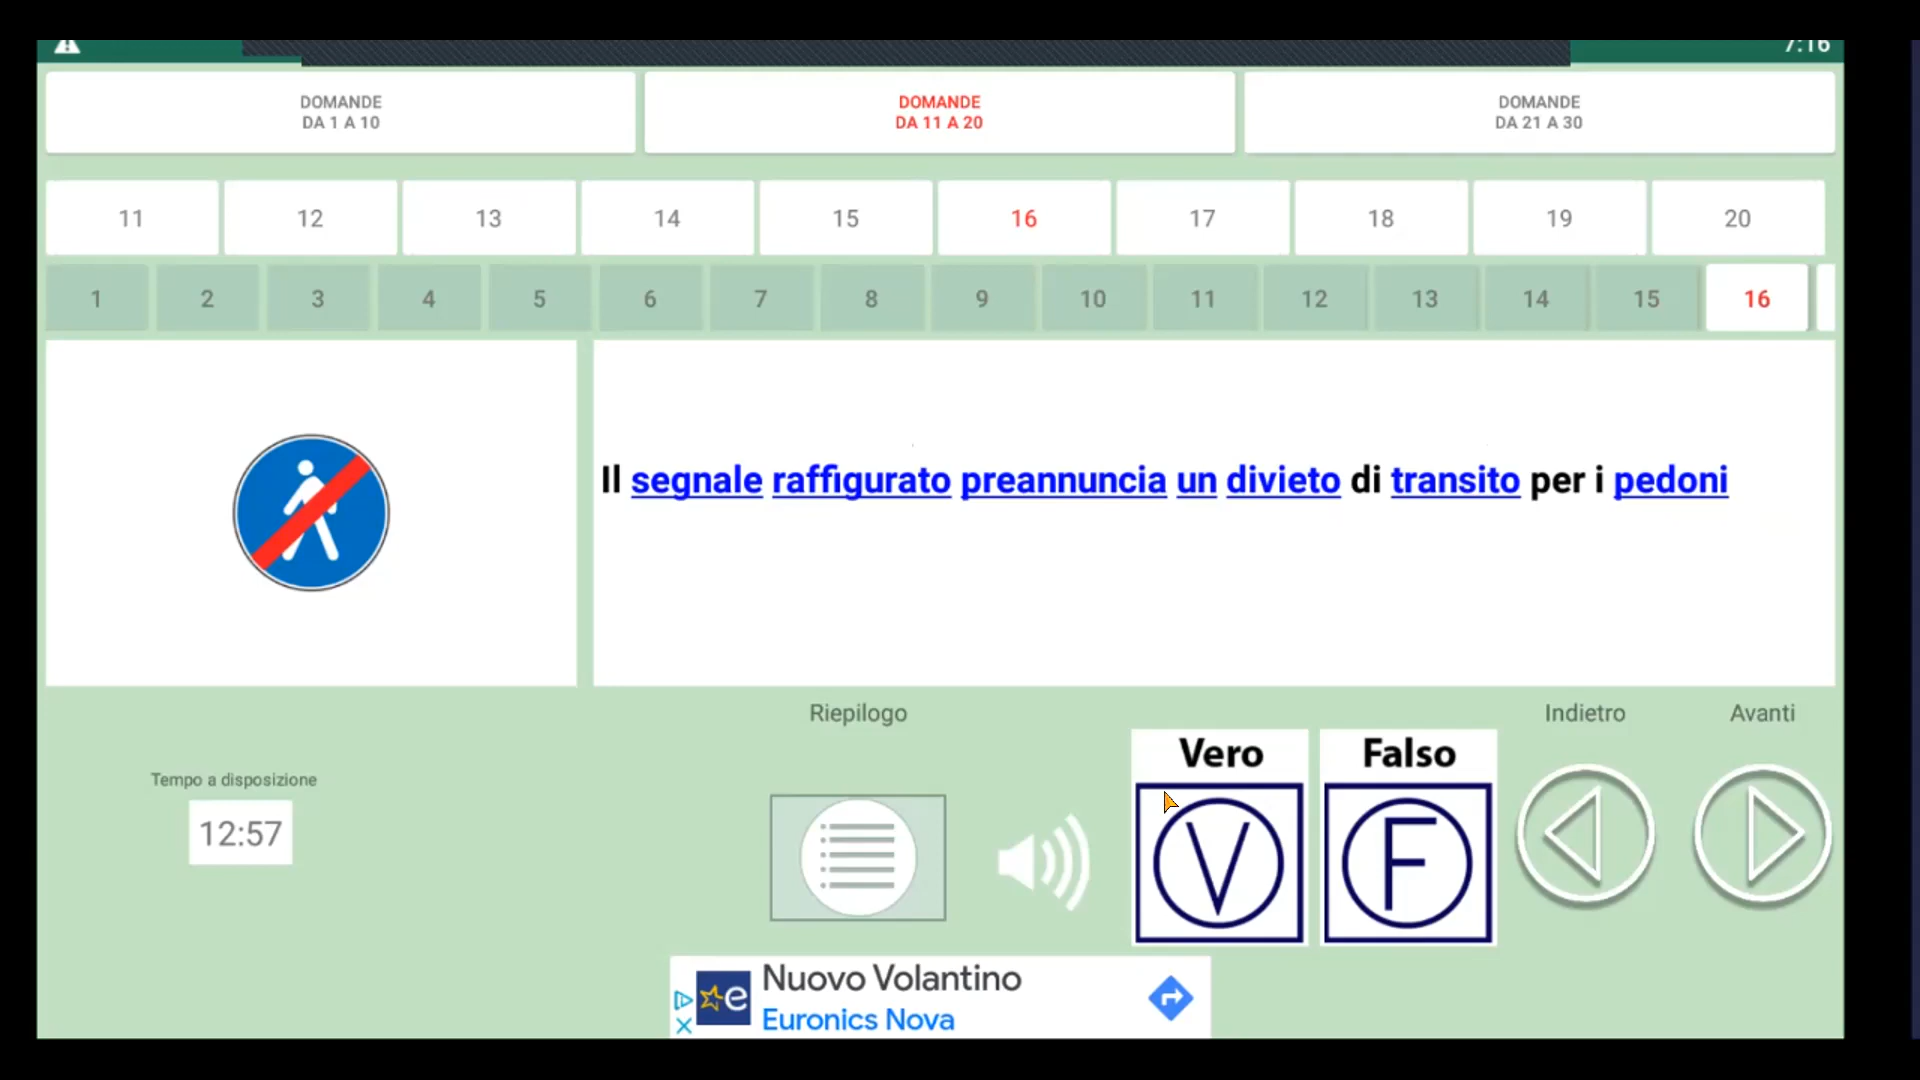 7:16
DOMANDE
DA 1 A 10
DOMANDE
DA 11 A 20
DOMANDE
DA 21 A 30
11 12 13 14 15 16 17 18 19 20
1 2 3 4 5 6 7 8 9 10 11 12 13 14 15 16
Il segnale raffigurato preannuncia un divieto di transito per i pedoni
Riepilogo
Indietro
Avanti
Vero
Falso
Tempo a disposizione
12:57
V
F
Nuovo Volantino
e
Euronics Nova